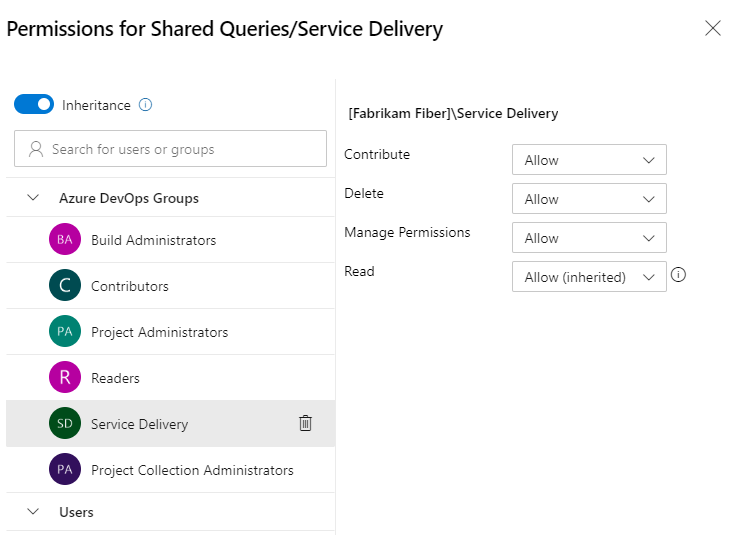 Permissions for Shared Queries/Service Delivery
Inheritance
Search for users or groups
Azure DevOps Groups
BA Build Administrators
C Contributors
PA Project Administrators
R Readers
SD Service Delivery
PA Project Collection Administrators
Users
[Fabrikam Fiber]\Service Delivery
Contribute Allow
Delete Allow
Manage Permissions Allow
Read Allow (inherited)